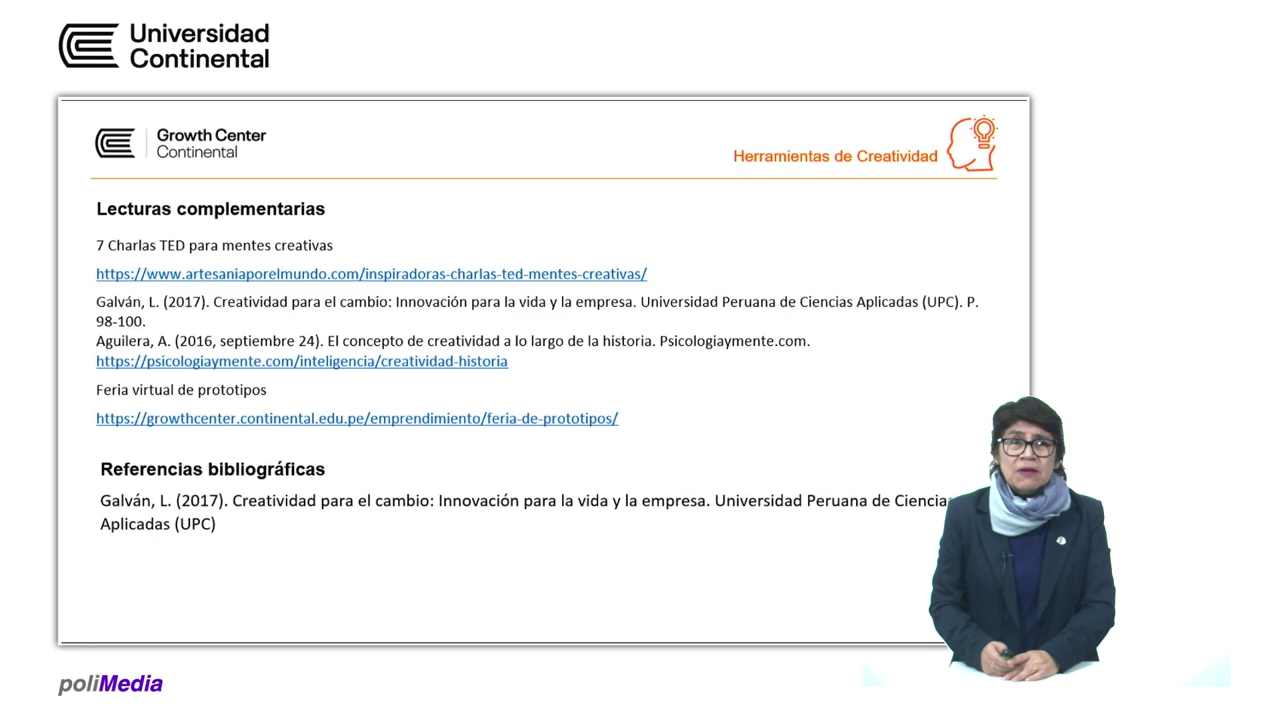 Universidad
Continental
Growth Center
Continental
Herramientas de Creatividad
Lecturas complementarias
7 Charlas TED para mentes creativas
https://www.artesaniaporelmundo.com/inspiradoras-charlas-ted-mentes-creativas/
Galván, L. (2017). Creatividad para el cambio: Innovación para la vida y la empresa. Universidad Peruana de Ciencias Aplicadas (UPC). P.
98-100.
Aguilera, A. (2016, septiembre 24). El concepto de creatividad a lo largo de la historia. Psicologiaymente.com.
https://psicologiaymente.com/inteligencia/creatividad-historia
Feria virtual de prototipos
https://growthcenter.continental.edu.pe/emprendimiento/feria-de-prototipos/
Referencias bibliográficas
Galván, L. (2017). Creatividad para el cambio: Innovación para la vida y la empresa. Universidad Peruana de Ciencias
Aplicadas (UPC)
poliMedia